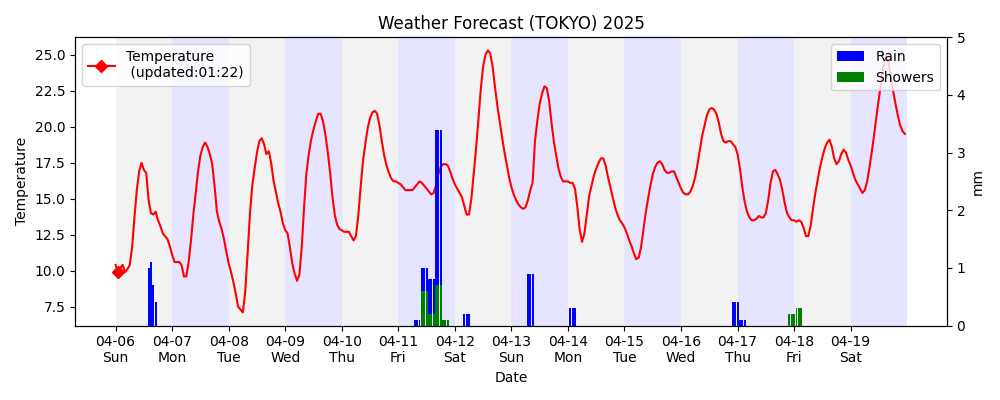 Weather Forecast (TOKYO) 2025
Temperature
(updated:01:22)
Rain
Showers
Temperature
25.0
22.5
20.0
17.5
15.0
12.5
10.0
7.5
5
4
3
2
1
0
mm
04-06 04-07 04-08 04-09 04-10 04-11 04-12 04-13 04-14 04-15 04-16 04-17 04-18 04-19
Sun Mon Tue Wed Thu Fri Sat Sun Mon Tue Wed Thu Fri Sat
Date